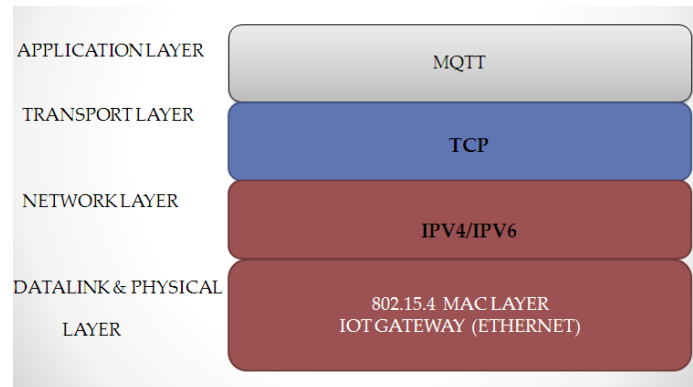 APPLICATION LAYER
MQTT
TRANSPORT LAYER
TCP
NETWORK LAYER
IPV4/IPV6
DATALINK & PHYSICAL
LAYER
802.15.4 MAC LAYER
IOT GATEWAY (ETHERNET)